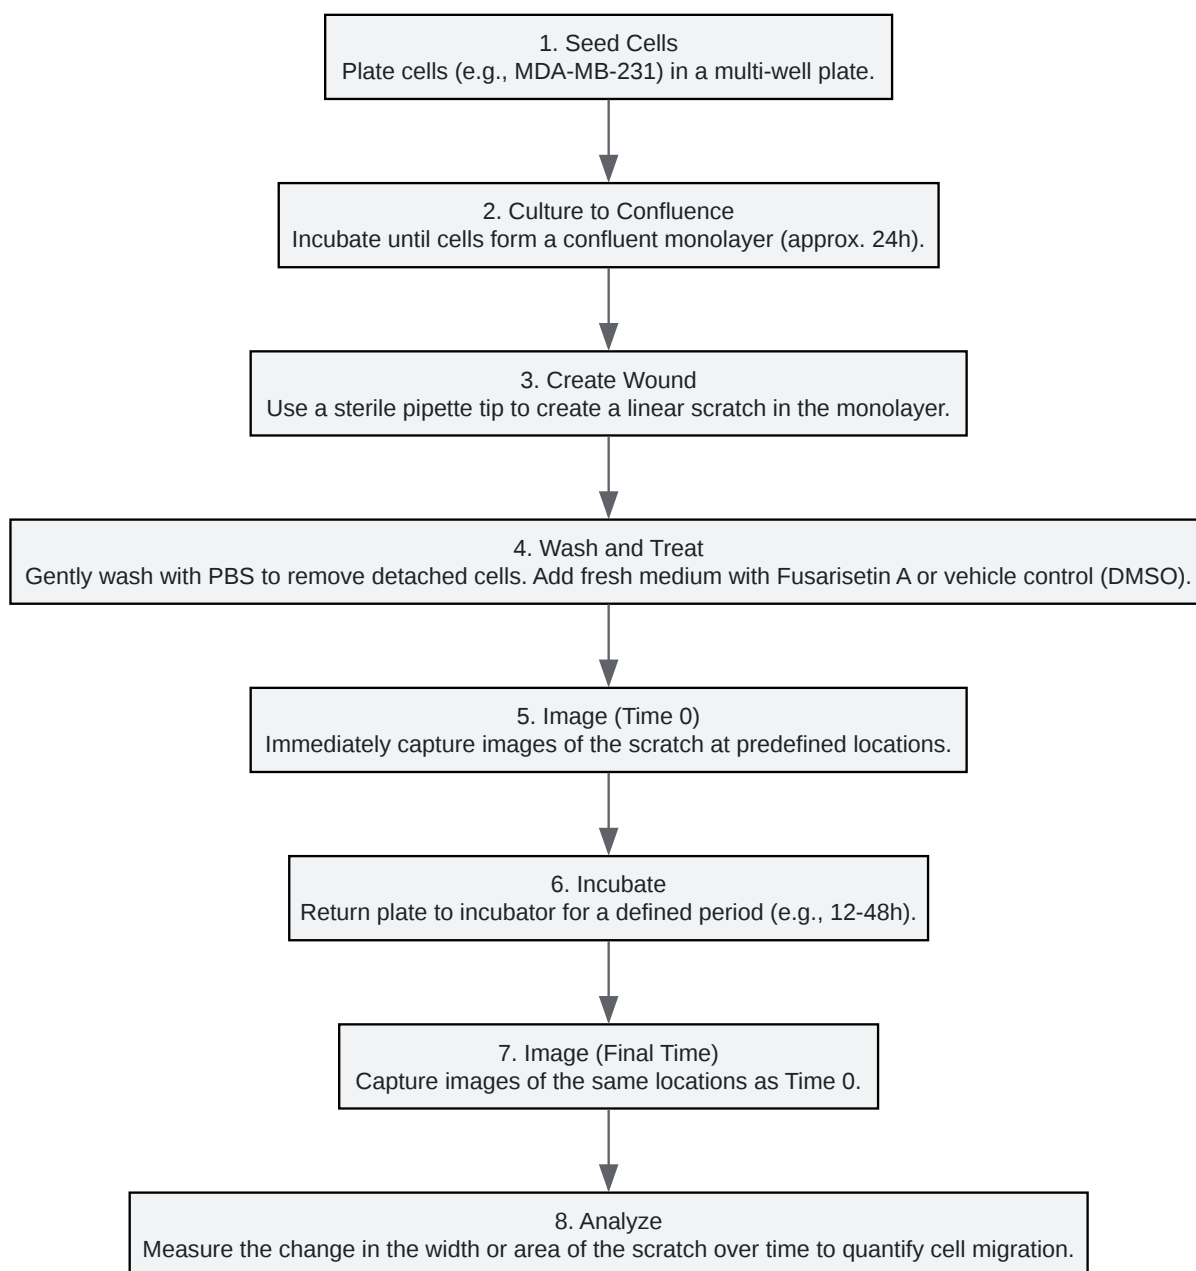 1. Seed Cells
Plate cells (e.g., MDA-MB-231) in a multi-well plate.
2. Culture to Confluence
Incubate until cells form a confluent monolayer (approx. 24h).
3. Create Wound
Use a sterile pipette tip to create a linear scratch in the monolayer.
4. Wash and Treat
Gently wash with PBS to remove detached cells. Add fresh medium with Fusarisetin A or vehicle control (DMSO).
5. Image (Time 0)
Immediately capture images of the scratch at predefined locations.
6. Incubate
Return plate to incubator for a defined period (e.g., 12-48h).
7. Image (Final Time)
Capture images of the same locations as Time 0.
8. Analyze
Measure the change in the width or area of the scratch over time to quantify cell migration.